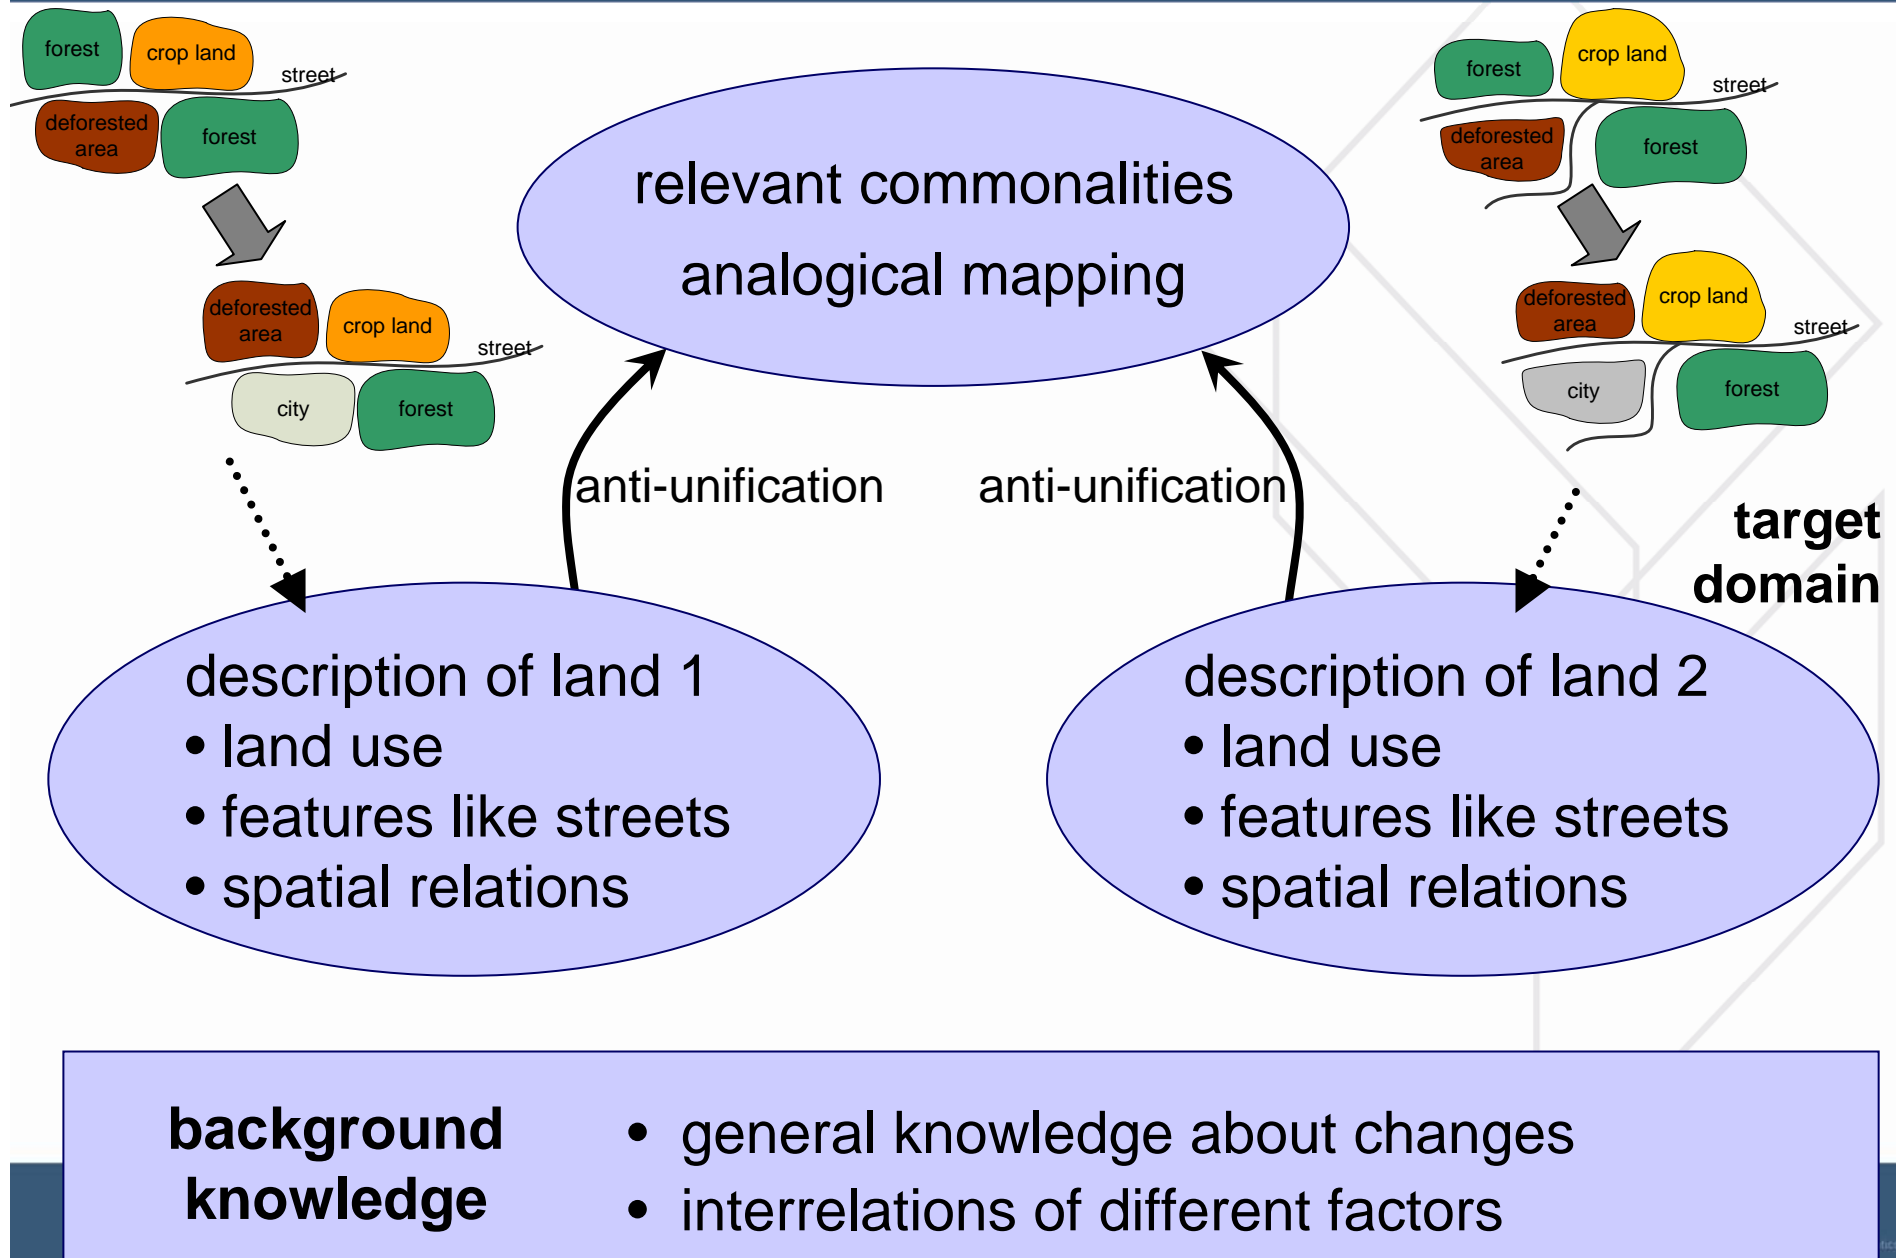 forest
crop land
street
deforested
area
forest
deforested
area
crop land
street
city
forest
relevant commonalities
analogical mapping
forest
crop land
street
deforested
area
forest
deforested
area
crop land
street
city
forest
anti-unification
anti-unification
target
domain
description of land 1
• land use
• features like streets
• spatial relations
description of land 2
• land use
• features like streets
• spatial relations
background
knowledge
• general knowledge about changes
• interrelations of different factors